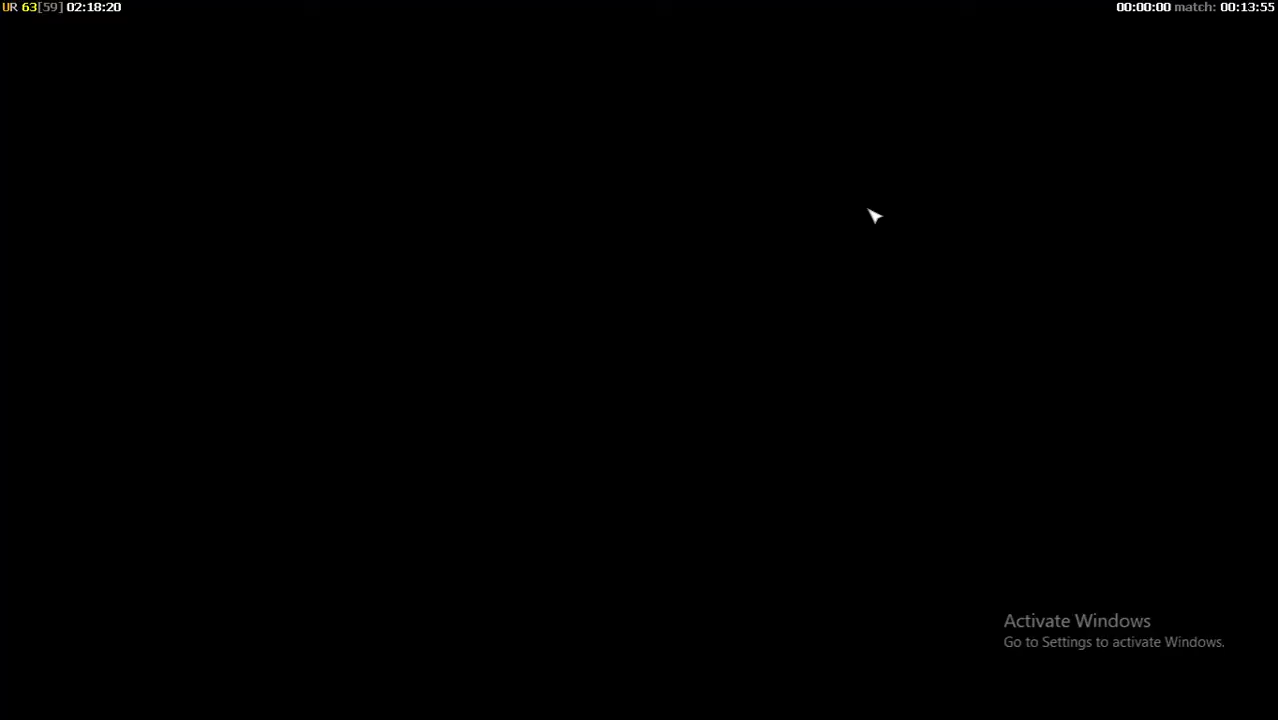 UR 63[59] 02:18:20
00:00:00 match: 00:13:55
Activate Windows
Go to Settings to activate Windows.